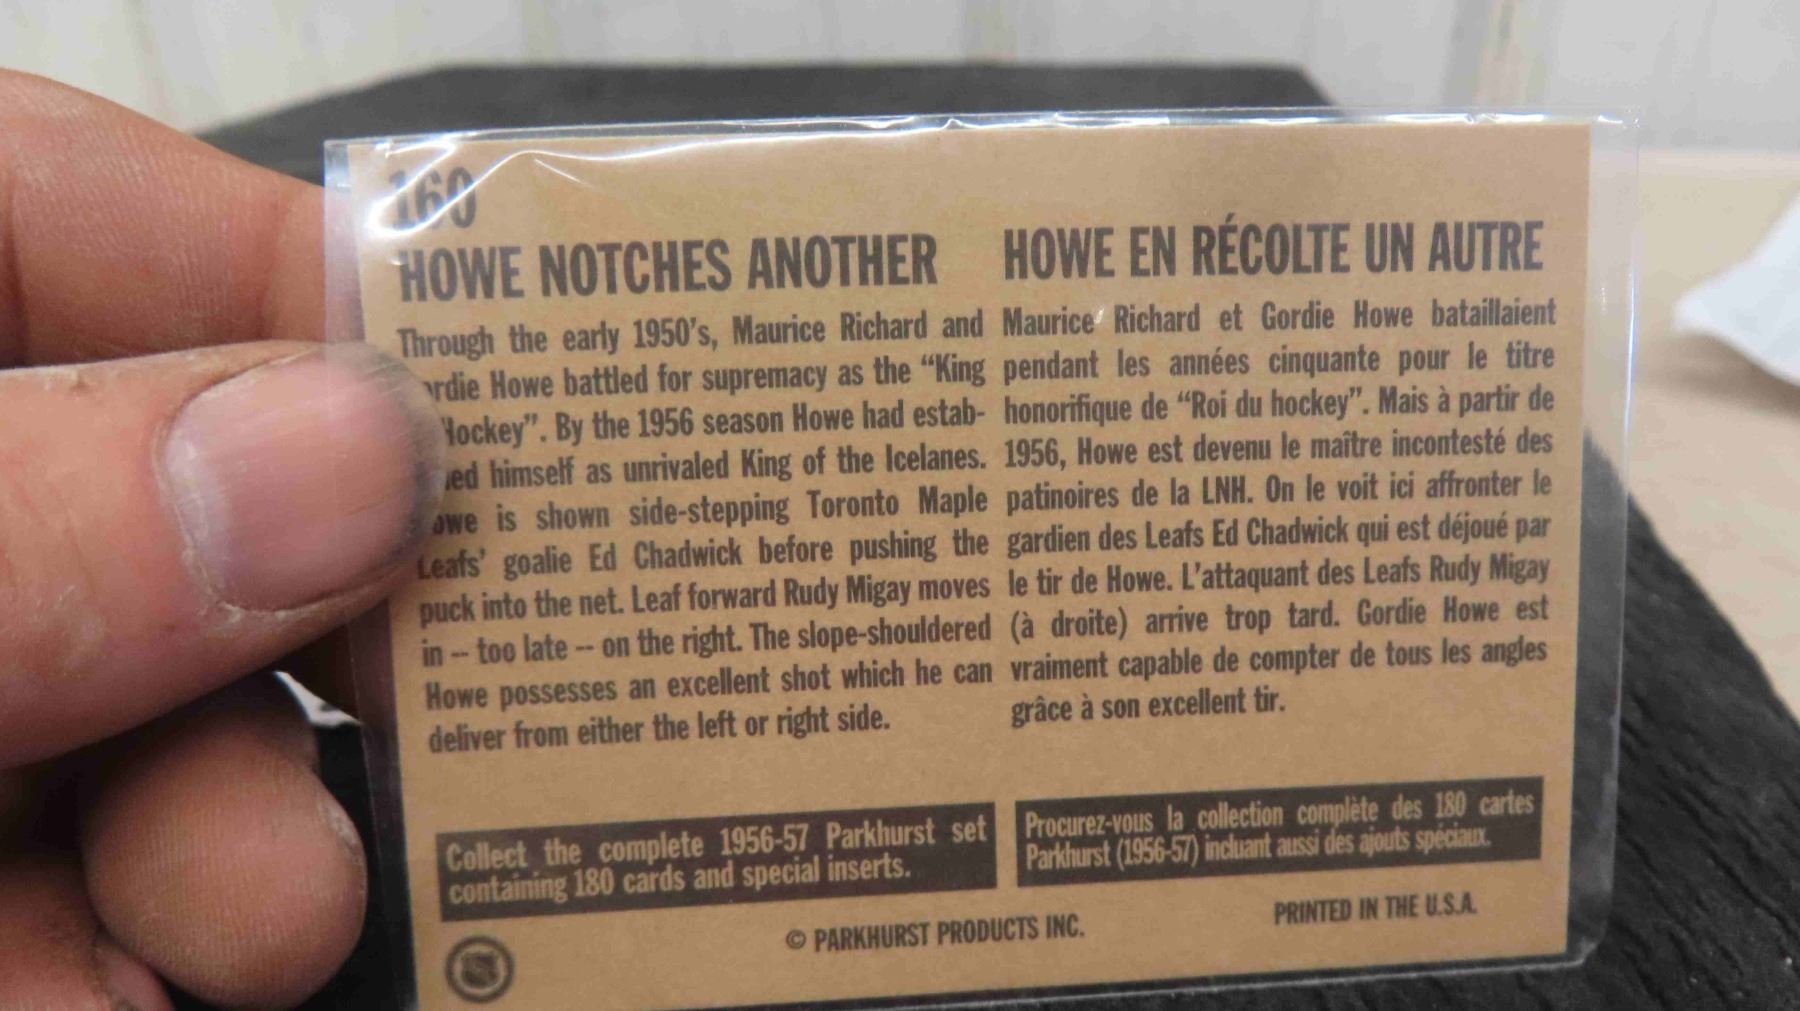 160
HOWE NOTCHES ANOTHER
Through the early 1950's, Maurice Richard and
ordie Howe battled for supremacy as the “King
Hockey”. By the 1956 season Howe had estab-
ed himself as unrivaled King of the Icelanes.
owe is shown side-stepping Toronto Maple
Leafs' goalie Ed Chadwick before pushing the
puck into the net. Leaf forward Rudy Migay moves
in -- too late -- on the right. The slope-shouldered
Howe possesses an excellent shot which he can
deliver from either the left or right side.
Collect the complete 1956-57 Parkhurst set
containing 180 cards and special inserts.
HOWE EN RÉCOLTE UN AUTRE
Maurice Richard et Gordie Howe bataillaient
pendant les années cinquante pour le titre
honorifique de “Roi du hockey”. Mais à partir de
1956, Howe est devenu le maître incontesté des
patinoires de la LNH. On le voit ici affronter le
gardien des Leafs Ed Chadwick qui est déjoué par
le tir de Howe. L'attaquant des Leafs Rudy Migay
(à droite) arrive trop tard. Gordie Howe est
vraiment capable de compter de tous les angles
grâce à son excellent tir.
Procurez-vous la collection complète des 180 cartes
Parkhurst (1956-57) incluant aussi des ajouts spéciaux.
© PARKHURST PRODUCTS INC.
PRINTED IN THE U.S.A.